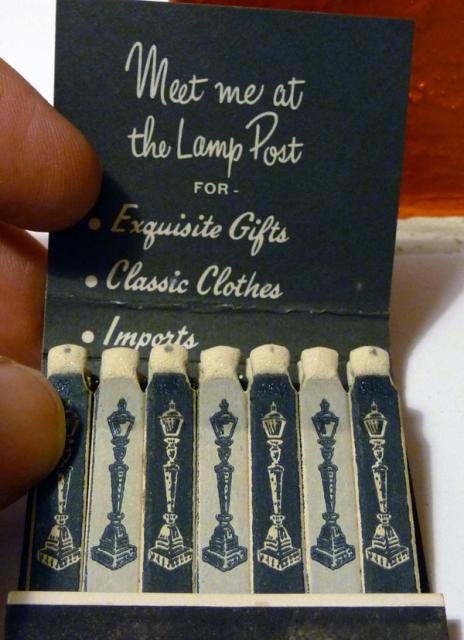 Meet me at
the Lamp Post
FOR -
• Exquisite Gifts
• Classic Clothes
• Imports